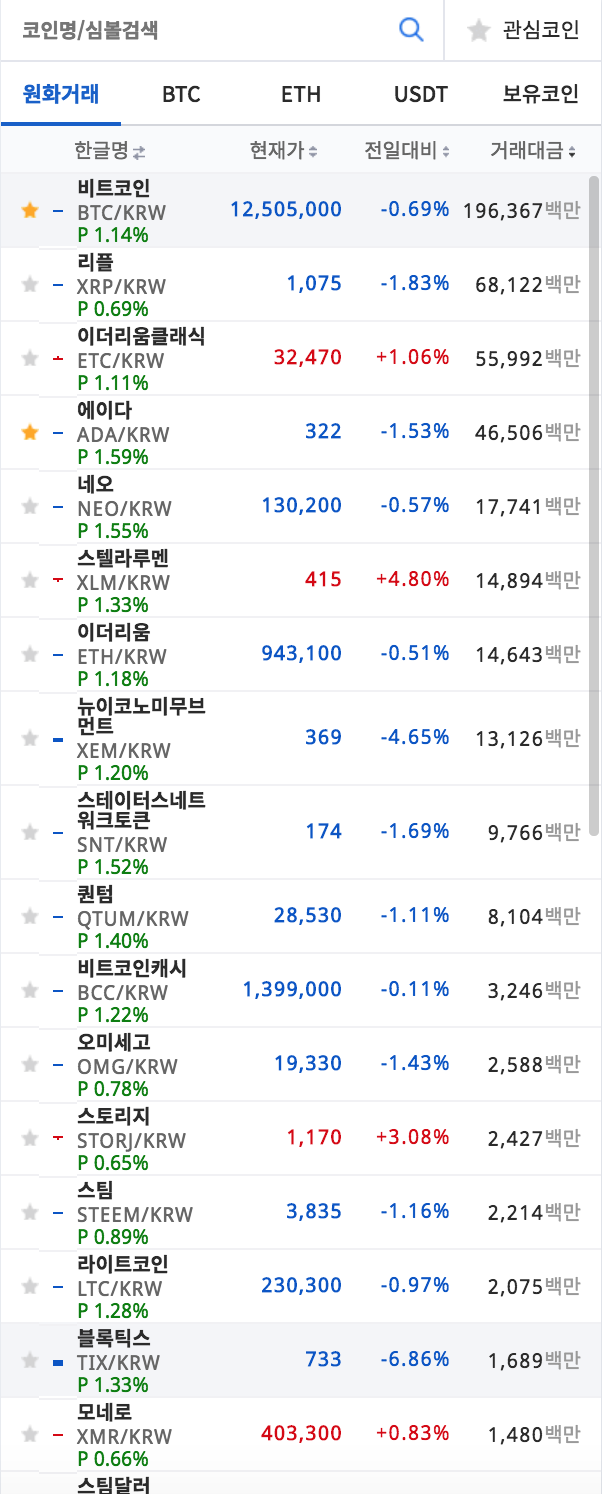 코인명/심볼검색 관심코인
원화거래 BTC ETH USDT 보유코인
한글명 현재가 전일대비 거래대금
비트코인
BTC/KRW 12,505,000 -0.69% 196,367백만
P 1.14%
리플
XRP/KRW 1,075 -1.83% 68,122백만
P 0.69%
이더리움클래식
ETC/KRW 32,470 +1.06% 55,992백만
P 1.11%
에이다
ADA/KRW 322 -1.53% 46,506백만
P 1.59%
네오
NEO/KRW 130,200 -0.57% 17,741백만
P 1.55%
스텔라루멘
XLM/KRW 415 +4.80% 14,894백만
P 1.33%
이더리움
ETH/KRW 943,100 -0.51% 14,643백만
P 1.18%
뉴이코노미무브
먼트
XEM/KRW 369 -4.65% 13,126백만
P 1.20%
스테이터스네트
워크토큰
SNT/KRW 174 -1.69% 9,766백만
P 1.52%
퀀텀
QTUM/KRW 28,530 -1.11% 8,104백만
P 1.40%
비트코인캐시
BCC/KRW 1,399,000 -0.11% 3,246백만
P 1.22%
오미세고
OMG/KRW 19,330 -1.43% 2,588백만
P 0.78%
스토리지
STORJ/KRW 1,170 +3.08% 2,427백만
P 0.65%
스팀
STEEM/KRW 3,835 -1.16% 2,214백만
P 0.89%
라이트코인
LTC/KRW 230,300 -0.97% 2,075백만
P 1.28%
블록틱스
TIX/KRW 733 -6.86% 1,689백만
P 1.33%
모네로
XMR/KRW 403,300 +0.83% 1,480백만
P 0.66%
스팀달러